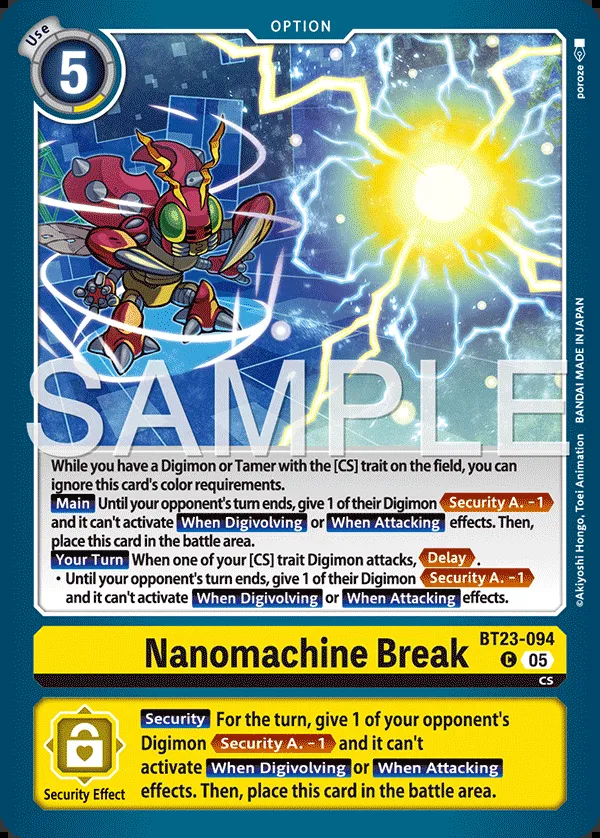 OPTION
Use
5
poroze
SAMPLE
©Akiyoshi Hongo, Toei Animation BANDAI MADE IN JAPAN
While you have a Digimon or Tamer with the [CS] trait on the field, you can
ignore this card's color requirements.
Main Until your opponent's turn ends, give 1 of their Digimon Security A. -1
and it can't activate When Digivolving or When Attacking effects. Then,
place this card in the battle area.
Your Turn When one of your [CS] trait Digimon attacks, Delay.
・Until your opponent's turn ends, give 1 of their Digimon Security A. -1
and it can't activate When Digivolving or When Attacking effects.
Nanomachine Break
BT23-094
C 05
CS
Security For the turn, give 1 of your opponent's
Digimon Security A. -1 and it can't
activate When Digivolving or When Attacking
effects. Then, place this card in the battle area.
Security Effect